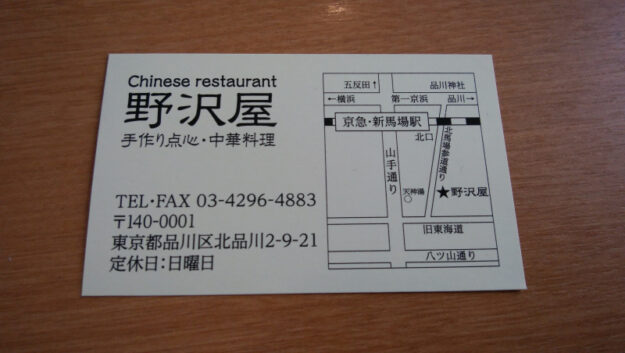 Chinese restaurant
野沢屋
手作り点心・中華料理
TEL・FAX 03-4296-4883
〒140-0001
東京都品川区北品川2-9-21
定休日：日曜日
五反田↑
品川神社
←横浜
第一京浜
品川→
京急・新馬場駅
北口
北馬場参道通り
山手通り
天神湯
★野沢屋
旧東海道
八ツ山通り